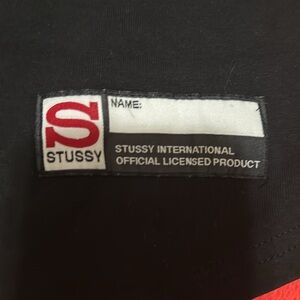 S
STUSSY
NAME:
STUSSY INTERNATIONAL
OFFICIAL LICENSED PRODUCT